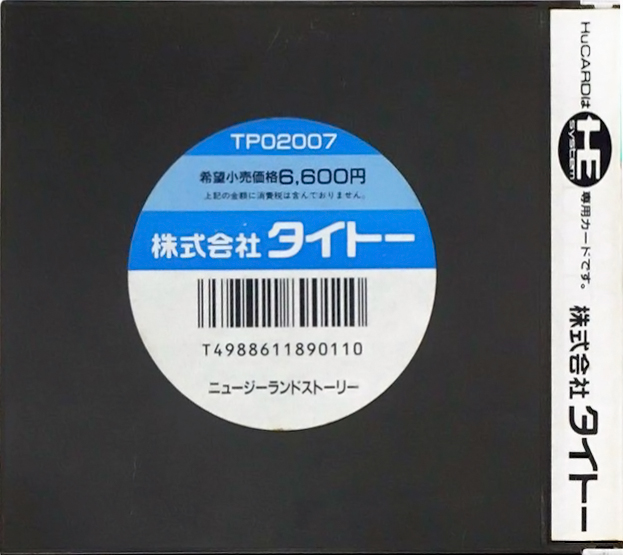 TP02007
希望小売価格6,600円
上記の金額に消費税は含んでおりません。
株式会社 タイトー
T4988611890110
ニュージーランドストーリー
HuCARDは HE SYSTEM 専用カードです。 株式会社 タイトー